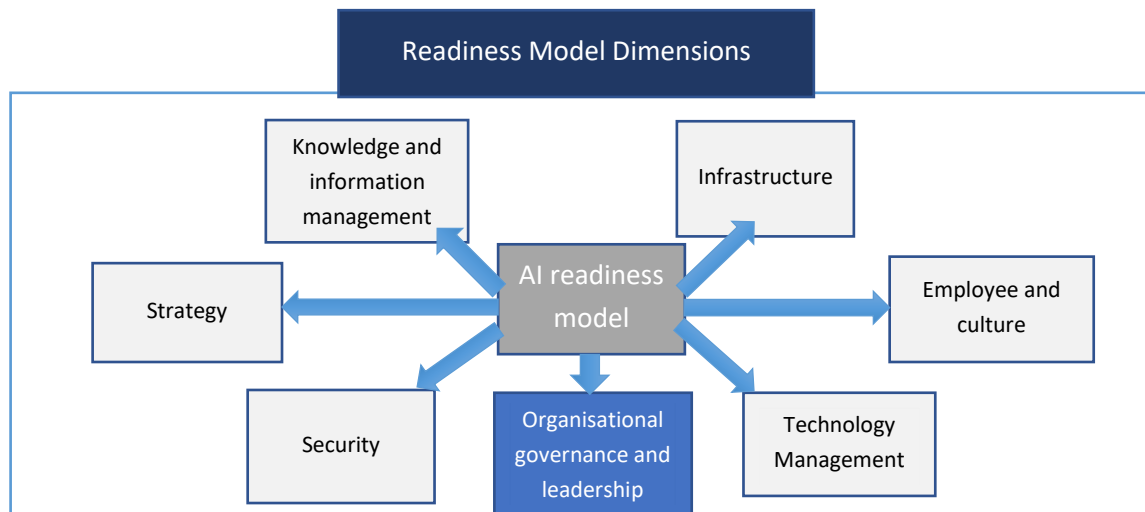 Readiness Model Dimensions
Knowledge and
information
management
Infrastructure
AI readiness
model
Strategy
Employee and
culture
Security
Organisational
governance and
leadership
Technology
Management